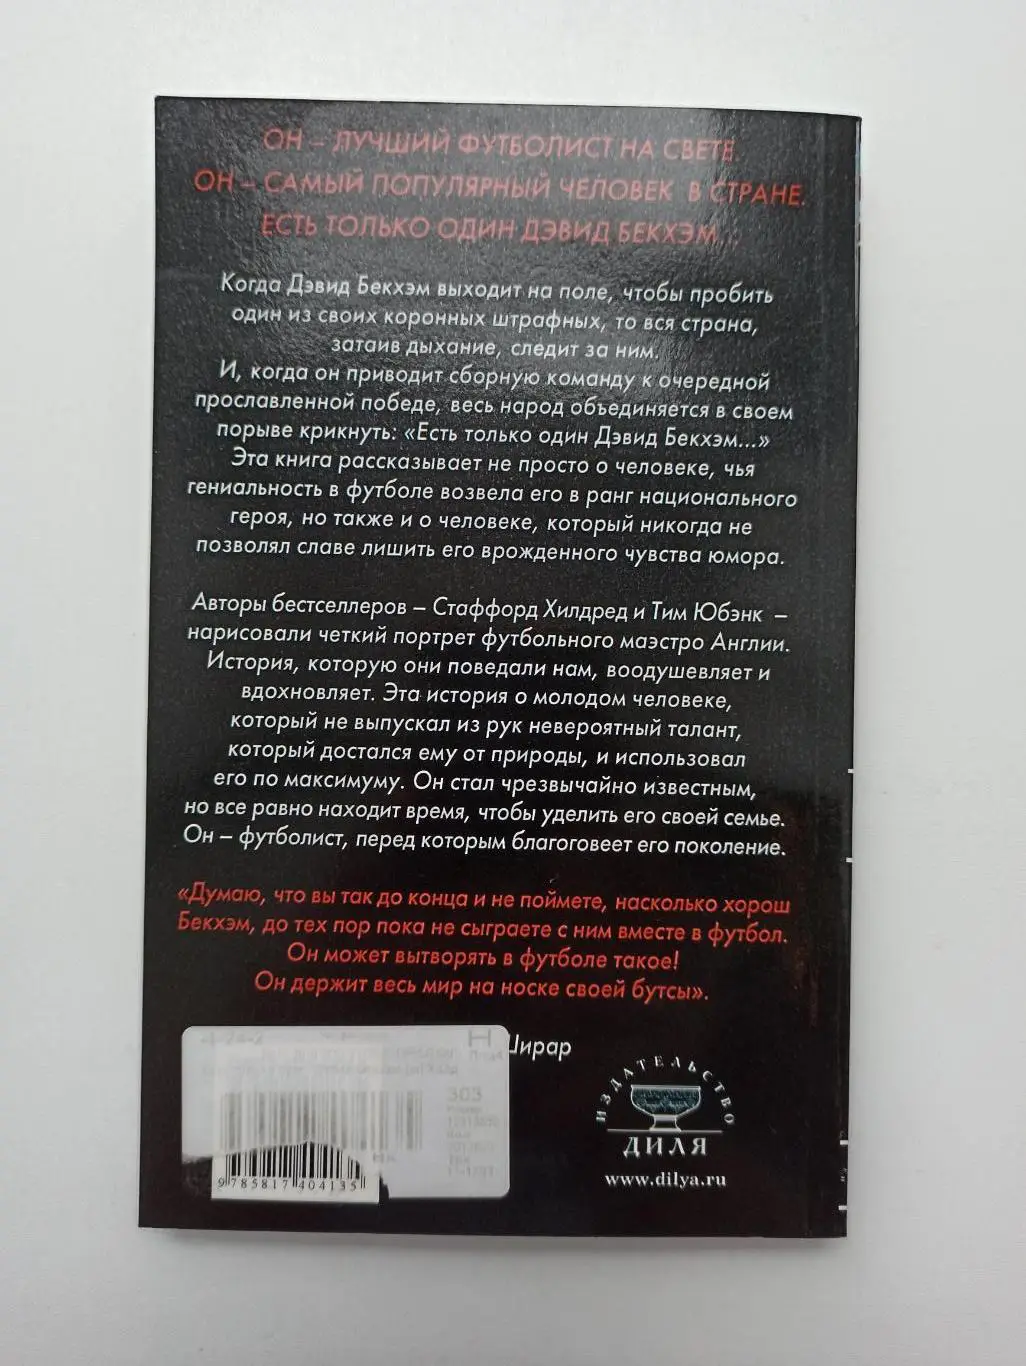 ОН – ЛУЧШИЙ ФУТБОЛИСТ НА СВЕТЕ.
ОН – САМЫЙ ПОПУЛЯРНЫЙ ЧЕЛОВЕК В СТРАНЕ.
ЕСТЬ ТОЛЬКО ОДИН ДЭВИД БЕКХЭМ...
Когда Дэвид Бекхэм выходит на поле, чтобы пробить
один из своих коронных штрафных, то вся страна,
затаив дыхание, следит за ним.
И, когда он приводит сборную команду к очередной
прославленной победе, весь народ объединяется в своем
порыве крикнуть: «Есть только один Дэвид Бекхэм...»
Эта книга рассказывает не просто о человеке, чья
гениальность в футболе возвела его в ранг национального
героя, но также и о человеке, который никогда не
позволял славе лишить его врожденного чувства юмора.
Авторы бестселлеров – Стаффорд Хилдред и Тим Юбэнк –
нарисовали четкий портрет футбольного маэстро Англии.
История, которую они поведали нам, воодушевляет и
вдохновляет. Эта история о молодом человеке,
который не выпускал из рук невероятный талант,
который достался ему от природы, и использовал
его по максимуму. Он стал чрезвычайно известным,
но все равно находит время, чтобы уделить его своей семье.
Он – футболист, перед которым благоговеет его поколение.
«Думаю, что вы так до конца и не поймете, насколько хорош
Бекхэм, до тех пор пока не сыграете с ним вместе в футбол.
Он может вытворять в футболе такое!
Он держит весь мир на носке своей бутсы».
Ширар
303
9 785817 404135
ИЗДАТЕЛЬСТВО
ДИЛЯ
www.dilya.ru